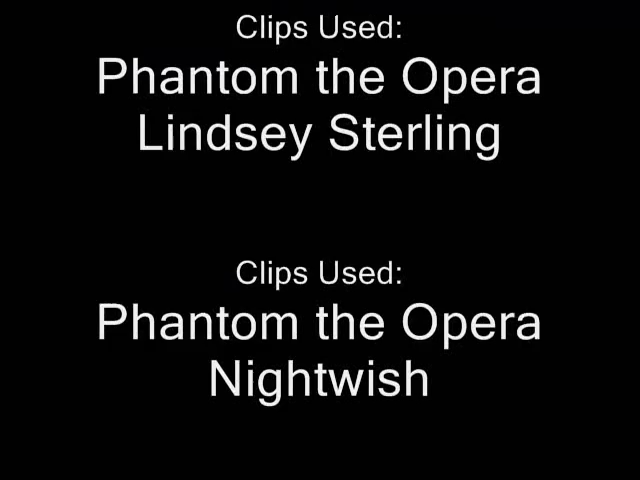 Clips Used:
Phantom the Opera
Lindsey Sterling
Clips Used:
Phantom the Opera
Nightwish